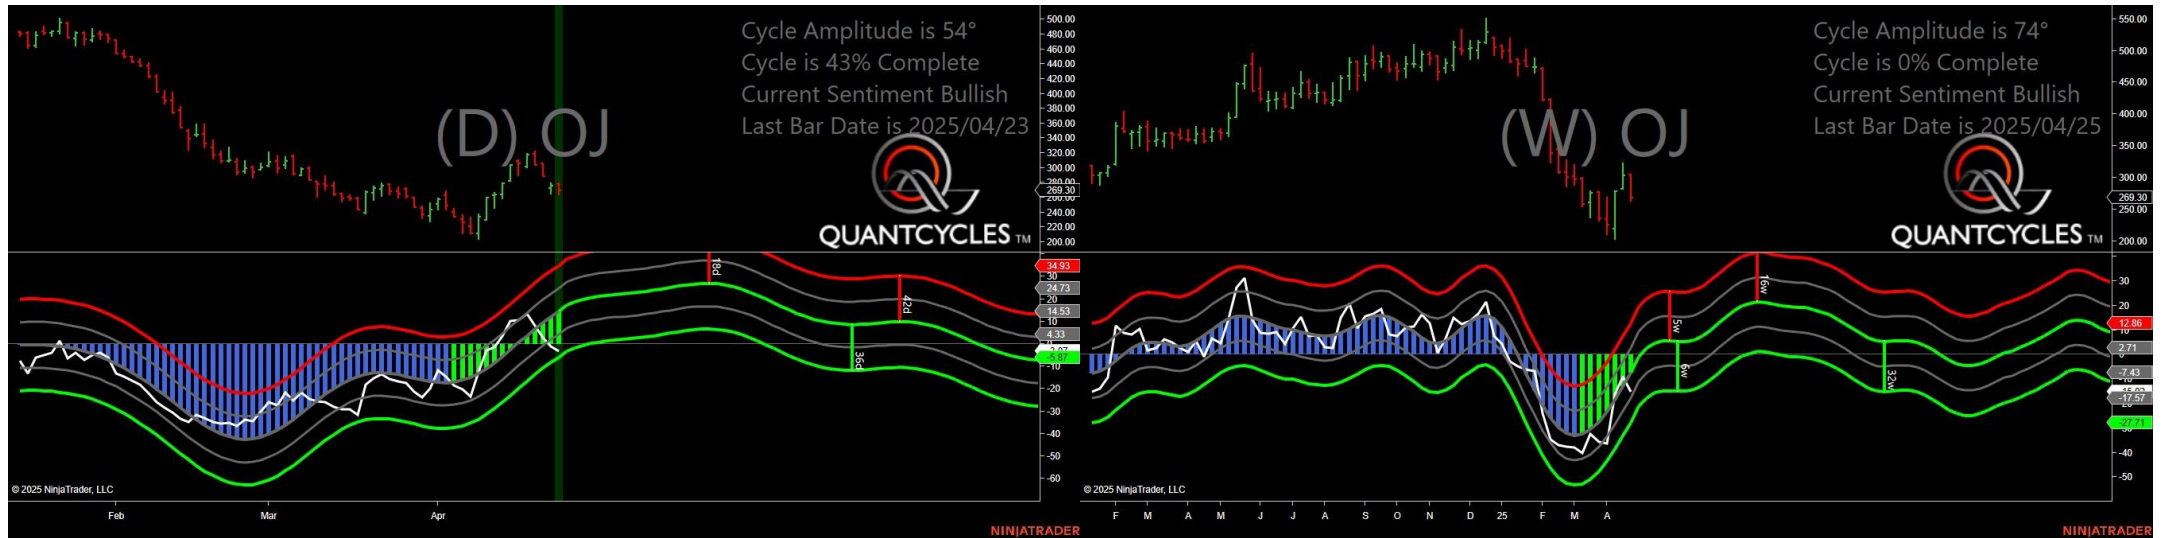 Cycle Amplitude is 54°
Cycle is 43% Complete
Current Sentiment Bullish
Last Bar Date is 2025/04/23
(D) OJ
QUANTCYCLES TM
500.00
480.00
460.00
440.00
420.00
400.00
380.00
360.00
340.00
320.00
300.00
280.00
269.30
260.00
240.00
220.00
200.00
18d
42d
36d
34.93
30
24.73
20
14.53
10
4.33
-5.87
-10
-20
-30
-40
-50
-60
© 2025 NinjaTrader, LLC
Feb
Mar
Apr
NINJATRADER
Cycle Amplitude is 74°
Cycle is 0% Complete
Current Sentiment Bullish
Last Bar Date is 2025/04/25
(W) OJ
QUANTCYCLES TM
550.00
500.00
450.00
400.00
350.00
300.00
269.30
250.00
200.00
5w
16w
6w
32w
30
20
12.86
10
2.71
-7.43
-17.57
-27.71
-40
-50
© 2025 NinjaTrader, LLC
F M A M J J A S O N D 25 F M A
NINJATRADER